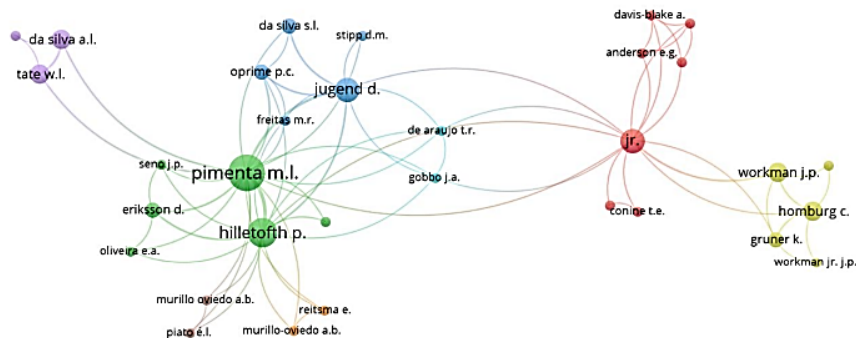 davis-blake a.
da silva s.l.
stipp d.m.
da silva a.l.
anderson e.g.
tate w.l.
oprime p.c.
jugend d.
freitas m.r.
de araujo t.r.
jr.
seno j.p.
pimenta m.l.
gobbo j.a.
workman j.p.
eriksson d.
conine t.e.
homburg c.
hilletofth p.
gruner k.
oliveira e.a.
workman jr. j.p.
murillo oviedo a.b.
reitsma e.
piato é.l.
murillo-oviedo a.b.